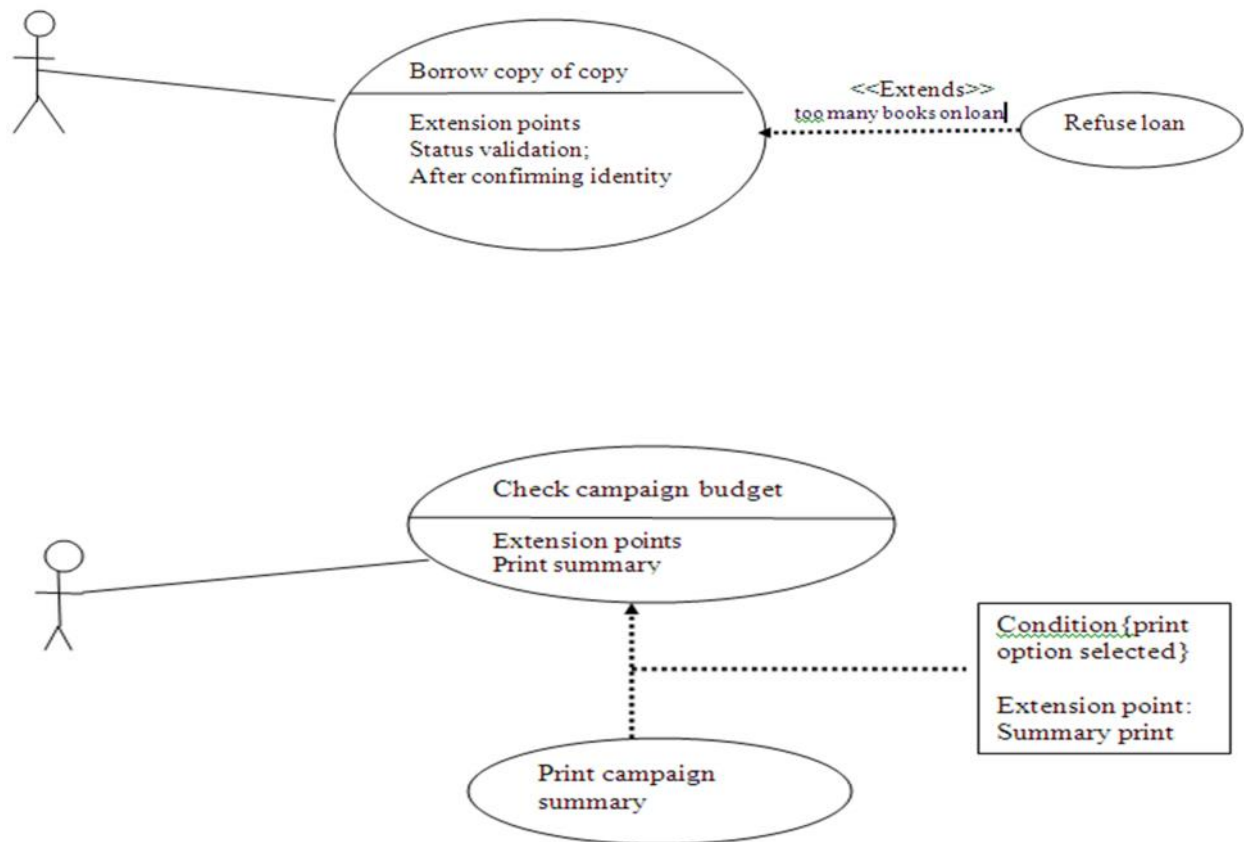 Borrow copy of copy
Extension points
Status validation;
After confirming identity
<<Extends>>
too many books on loan
Refuse loan
Check campaign budget
Extension points
Print summary
Condition{print
option selected}
Extension point:
Summary print
Print campaign
summary